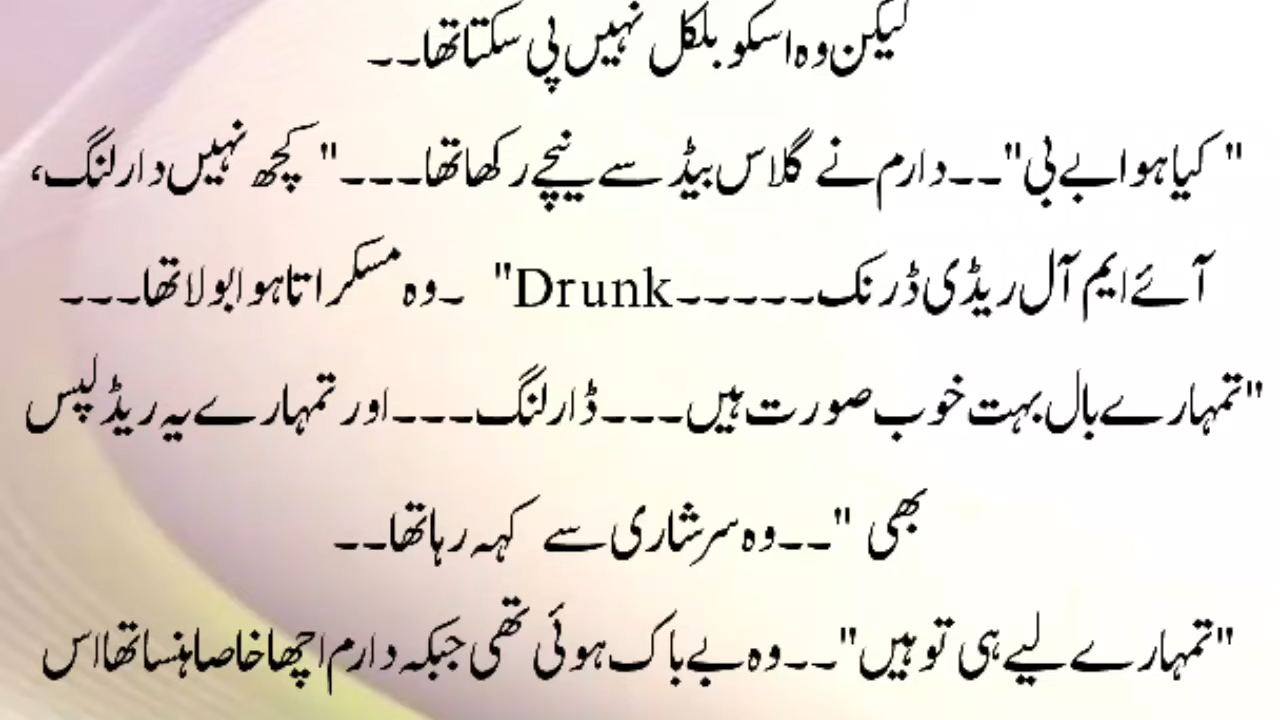 لیکن وہ اسکو بلکل نہیں پی سکتا تھا۔۔
" کیا ہوا بے بی"۔۔دارم نے گلاس بیڈ سے نیچے رکھا تھا۔۔۔" کچھ نہیں دارلنگ،
آئے ایم آل ریڈی ڈرنک۔۔۔۔۔Drunk" ۔وہ مسکراتا ہوا بولا تھا۔۔۔
"تمہارے بال بہت خوب صورت ہیں۔۔۔ڈارلنگ۔۔۔اور تمہارے یہ ریڈ لپس
بھی "۔۔وہ سرشاری سے کہہ رہا تھا۔۔
"تمہارے لیے ہی تو ہیں"۔۔وہ بے باک ہوئی تھی جبکہ دارم اچھا خاصا ہنسا تھا اس